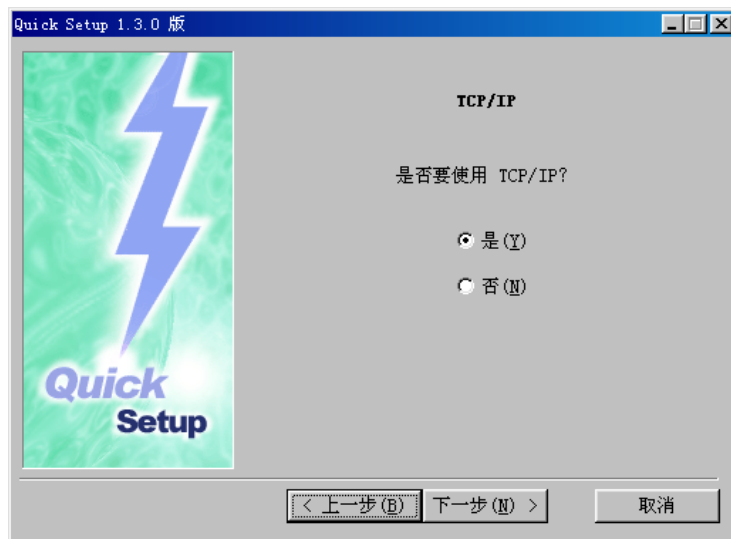 Quick Setup 1.3.0 版
TCP/IP
是否要使用 TCP/IP?
是(Y)
否(N)
Quick
Setup
< 上一步(B)
下一步(N) >
取消